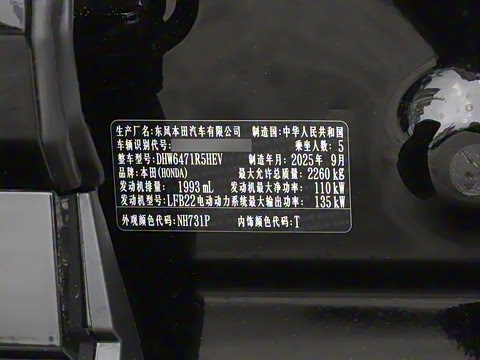 生产厂名:东风本田汽车有限公司 制造国:中华人民共和国
车辆识别代号: 乘坐人数: 5
整车型号:DHW6471R5HEV 制造年月:2025年 9月
品牌:本田(HONDA) 最大允许总质量:2260 kg
发动机排量: 1993 mL 发动机最大净功率: 110 kW
发动机型号:LFB22 电动动力系统最大输出功率: 135 kW
外观颜色代码:NH731P 内饰颜色代码:T